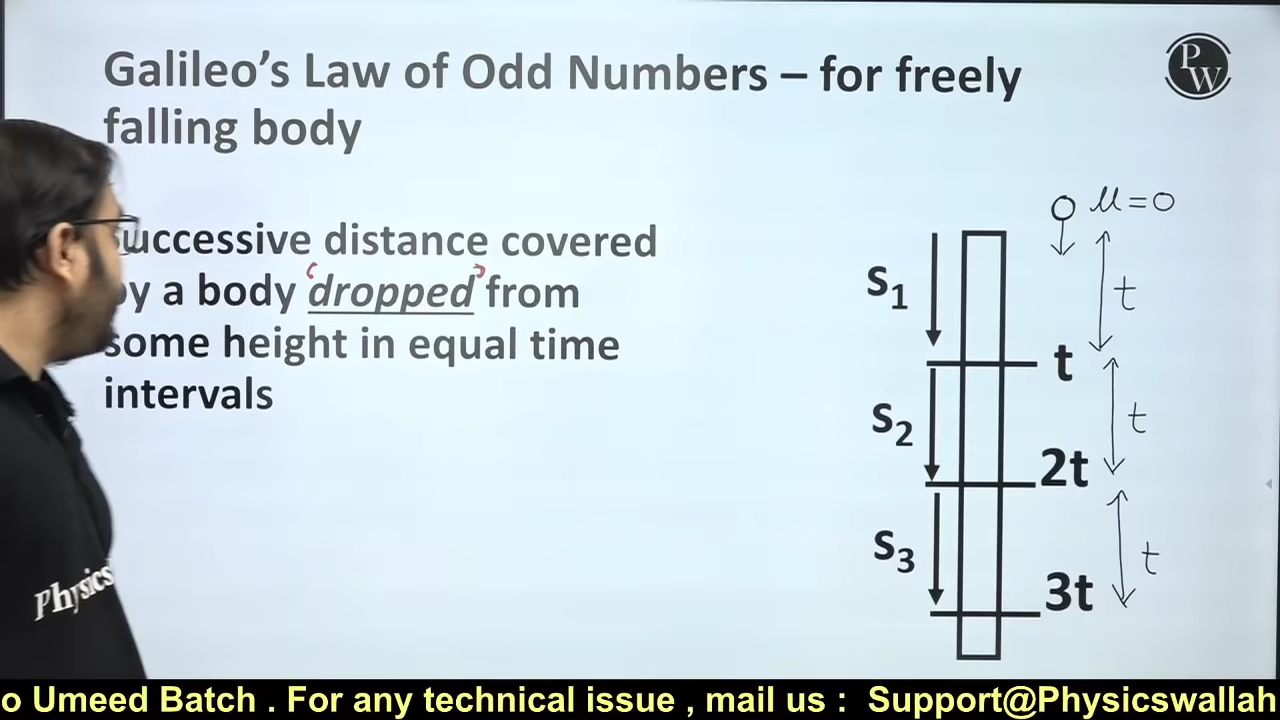 Galileo's Law of Odd Numbers – for freely
falling body
PW
successive distance covered
by a body 'dropped' from
some height in equal time
intervals
u=0
S1
t
t
S2
t
2t
S3
t
3t
Physics
o Umeed Batch . For any technical issue , mail us : Support@Physicswallah